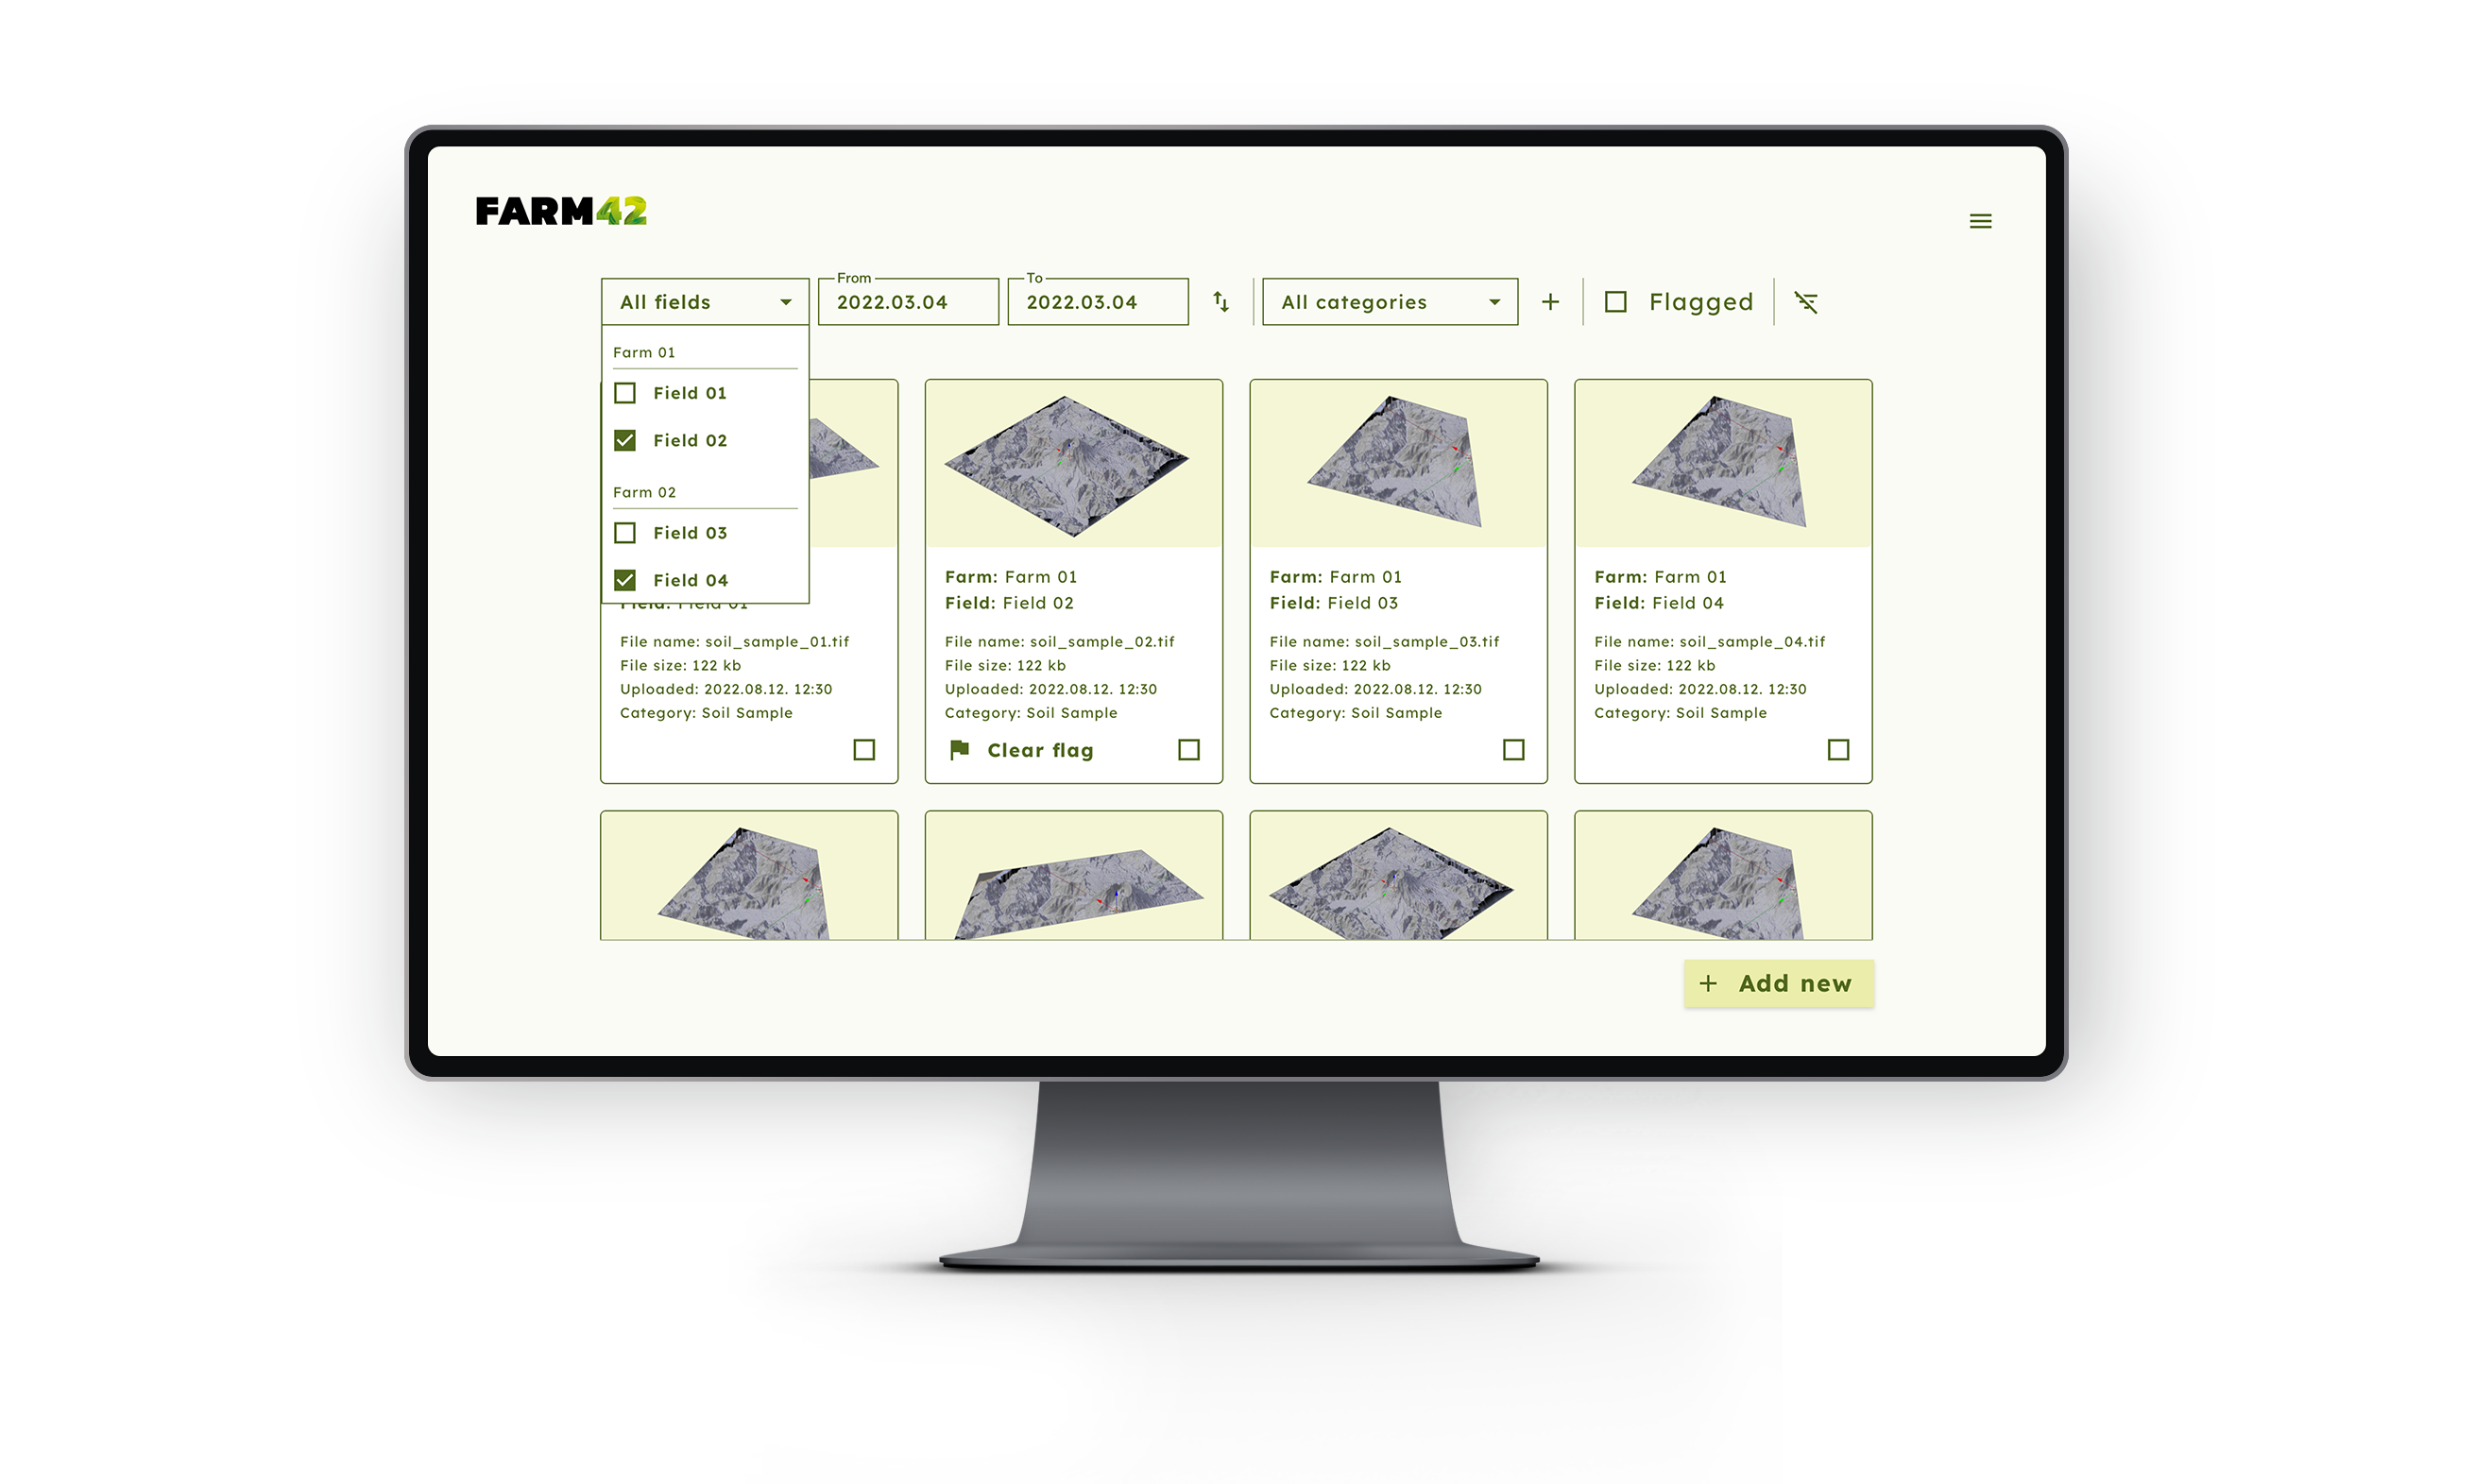 FARM42
All fields
From
2022.03.04
To
2022.03.04
All categories
Flagged
Farm 01
Field 01
Field 02
Farm 02
Field 03
Field 04
Field: Field 01
File name: soil_sample_01.tif
File size: 122 kb
Uploaded: 2022.08.12. 12:30
Category: Soil Sample
Farm: Farm 01
Field: Field 02
File name: soil_sample_02.tif
File size: 122 kb
Uploaded: 2022.08.12. 12:30
Category: Soil Sample
Clear flag
Farm: Farm 01
Field: Field 03
File name: soil_sample_03.tif
File size: 122 kb
Uploaded: 2022.08.12. 12:30
Category: Soil Sample
Farm: Farm 01
Field: Field 04
File name: soil_sample_04.tif
File size: 122 kb
Uploaded: 2022.08.12. 12:30
Category: Soil Sample
Add new